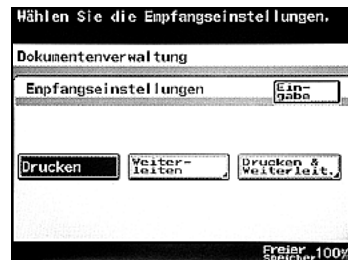 Wählen Sie die Empfangseinstellungen.
Dokumentenverwaltung
Empfangseinstellungen
Ein-
gabe
Drucken
Weiter-
leiten
Drucken &
Weiterleit.
Freier
Speicher 100%